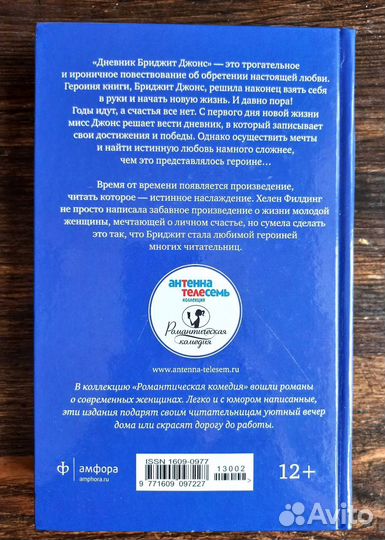 «Дневник Бриджит Джонс» — это трогательное
и ироничное повествование об обретении настоящей любви.
Героиня книги, Бриджит Джонс, решила наконец взять себя
в руки и начать новую жизнь. И давно пора!
Годы идут, а счастья все нет. С первого дня новой жизни
мисс Джонс решает вести дневник, в который записывает
свои достижения и победы. Однако осуществить мечты
и найти истинную любовь намного сложнее,
чем это представлялось героине...
Время от времени появляется произведение,
читать которое — истинное наслаждение. Хелен Филдинг
не просто написала забавное произведение о жизни молодой
женщины, мечтающей о личном счастье, но сумела сделать
это так, что Бриджит стала любимой героиней
многих читательниц.
антенна
телесемь
коллекция
Романтическая
комедия
www.antenna-telesem.ru
В коллекцию «Романтическая комедия» вошли романы
о современных женщинах. Легко и с юмором написанные,
эти издания подарят своим читательницам уютный вечер
дома или скрасят дорогу до работы.
ф амфора
amphora.ru
ISSN 1609-0977
13002
9 771609 097227
12+
Avito